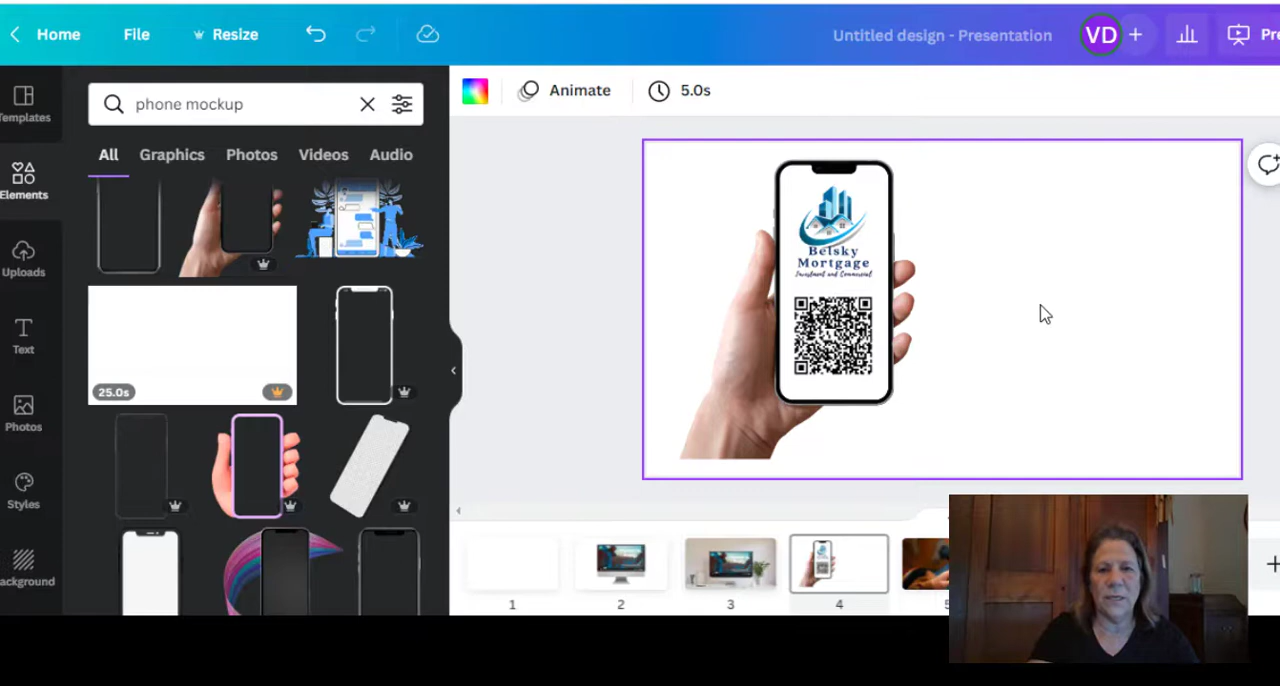 Home
File
Resize
Untitled design - Presentation
VD
+
Pre
Templates
Elements
Uploads
Text
Photos
Styles
ackground
phone mockup
All
Graphics
Photos
Videos
Audio
25.0s
Animate
5.0s
Belsky
Mortgage
Investment and Commercial
1
2
3
4
5
+